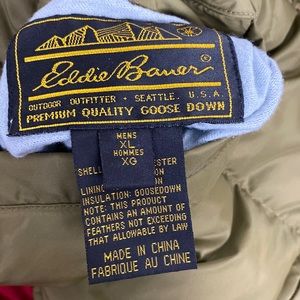 Eddie Bauer®
OUTDOOR OUTFITTER • SEATTLE, U.S.A.
PREMIUM QUALITY GOOSE DOWN
MENS
XL
HOMMES
XG
SHELL
LINING
INSULATION: GOOSEDOWN
NOTE: THIS PRODUCT
CONTAINS AN AMOUNT OF
FEATHERS NOT EXCEEDING
THAT ALLOWABLE BY LAW
MADE IN CHINA
FABRIQUE AU CHINE